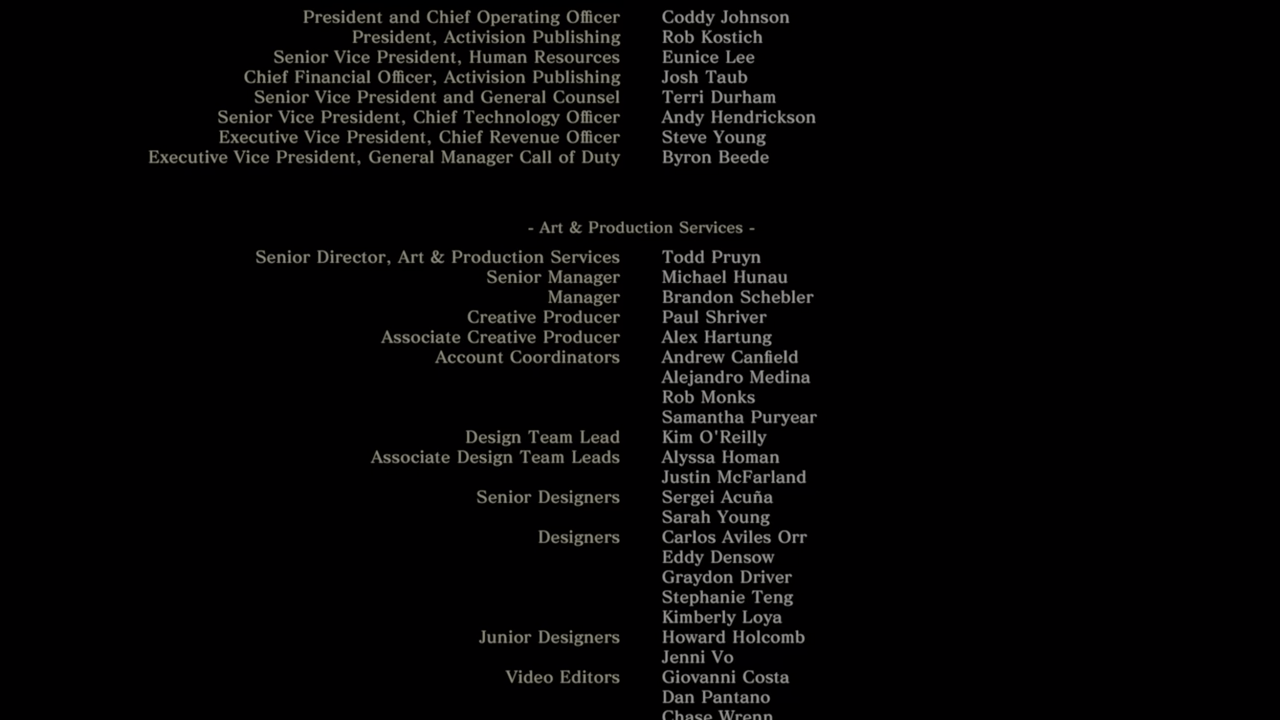 President and Chief Operating Officer Coddy Johnson
President, Activision Publishing Rob Kostich
Senior Vice President, Human Resources Eunice Lee
Chief Financial Officer, Activision Publishing Josh Taub
Senior Vice President and General Counsel Terri Durham
Senior Vice President, Chief Technology Officer Andy Hendrickson
Executive Vice President, Chief Revenue Officer Steve Young
Executive Vice President, General Manager Call of Duty Byron Beede
- Art & Production Services -
Senior Director, Art & Production Services Todd Pruyn
Senior Manager Michael Hunau
Manager Brandon Schebler
Creative Producer Paul Shriver
Associate Creative Producer Alex Hartung
Account Coordinators Andrew Canfield
Alejandro Medina
Rob Monks
Samantha Puryear
Design Team Lead Kim O'Reilly
Associate Design Team Leads Alyssa Homan
Justin McFarland
Senior Designers Sergei Acuña
Sarah Young
Designers Carlos Aviles Orr
Eddy Densow
Graydon Driver
Stephanie Teng
Kimberly Loya
Junior Designers Howard Holcomb
Jenni Vo
Video Editors Giovanni Costa
Dan Pantano
Chase Wrenn